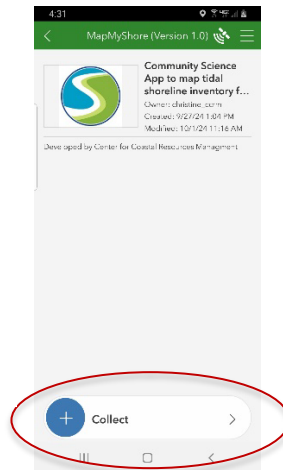 4:31
MapMyShore (Version 1.0)
Community Science
App to map tidal
shoreline inventory f...
Owner: christine_ccrm
Created: 9/27/24 1:04 PM
Modified: 10/1/24 11:16 AM
Developed by Center for Coastal Resources Managment
Collect